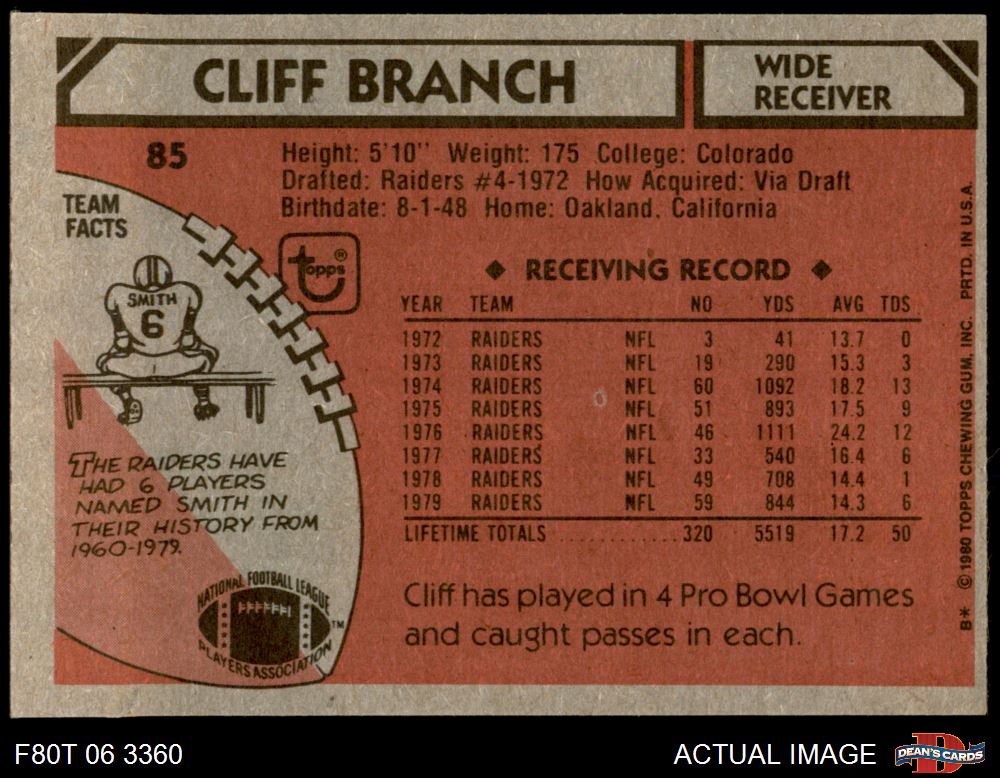 CLIFF BRANCH
WIDE
RECEIVER
85
Height: 5'10" Weight: 175 College: Colorado
Drafted: Raiders #4-1972 How Acquired: Via Draft
Birthdate: 8-1-48 Home: Oakland, California
TEAM
FACTS
SMITH
6
THE RAIDERS HAVE
HAD 6 PLAYERS
NAMED SMITH IN
THEIR HISTORY FROM
1960-1979.
topps®
◆ RECEIVING RECORD ◆
YEAR TEAM NO YDS AVG TDS
1972 RAIDERS NFL 3 41 13.7 0
1973 RAIDERS NFL 19 290 15.3 3
1974 RAIDERS NFL 60 1092 18.2 13
1975 RAIDERS NFL 51 893 17.5 9
1976 RAIDERS NFL 46 1111 24.2 12
1977 RAIDERS NFL 33 540 16.4 6
1978 RAIDERS NFL 49 708 14.4 1
1979 RAIDERS NFL 59 844 14.3 6
LIFETIME TOTALS ............ 320 5519 17.2 50
Cliff has played in 4 Pro Bowl Games
and caught passes in each.
NATIONAL FOOTBALL LEAGUE
PLAYERS ASSOCIATION
TM
B* © 1980 TOPPS CHEWING GUM, INC. PRTD. IN U.S.A.
F80T 06 3360
ACTUAL IMAGE
D
DEAN'S CARDS